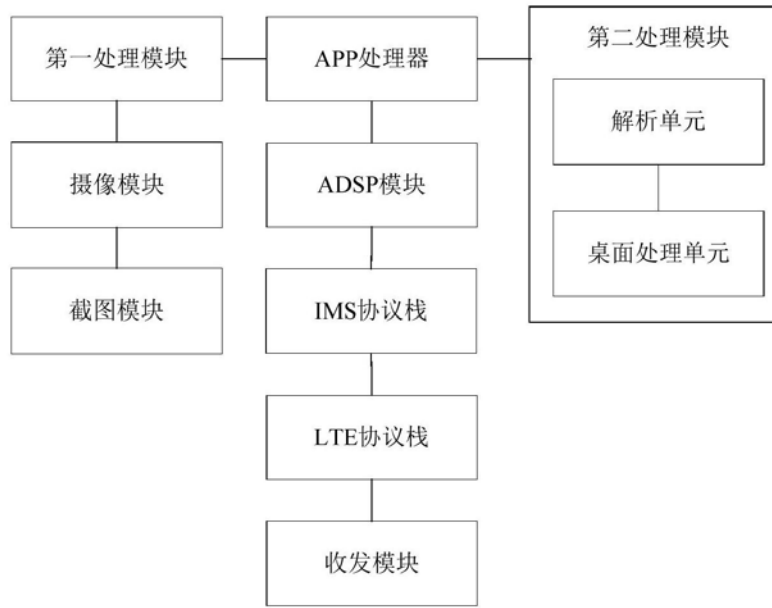 第一处理模块
APP处理器
第二处理模块
解析单元
摄像模块
ADSP模块
桌面处理单元
截图模块
IMS协议栈
LTE协议栈
收发模块